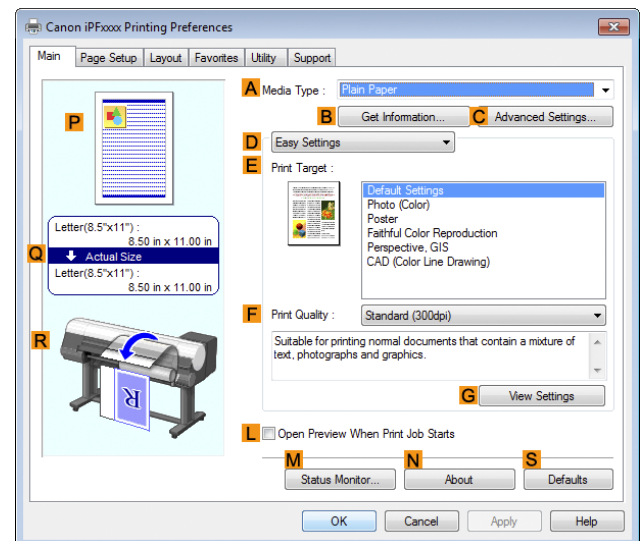 Canon iPFxxxx Printing Preferences
Main Page Setup Layout Favorites Utility Support
A Media Type : Plain Paper
B Get Information... C Advanced Settings...
D Easy Settings
E Print Target :
Default Settings
Photo (Color)
Poster
Faithful Color Reproduction
Perspective, GIS
CAD (Color Line Drawing)
F Print Quality : Standard (300dpi)
Suitable for printing normal documents that contain a mixture of
text, photographs and graphics.
G View Settings
P
Letter(8.5"x11") :
8.50 in x 11.00 in
Q Actual Size
Letter(8.5"x11") :
8.50 in x 11.00 in
R
R
L Open Preview When Print Job Starts
M Status Monitor... N About S Defaults
OK Cancel Apply Help